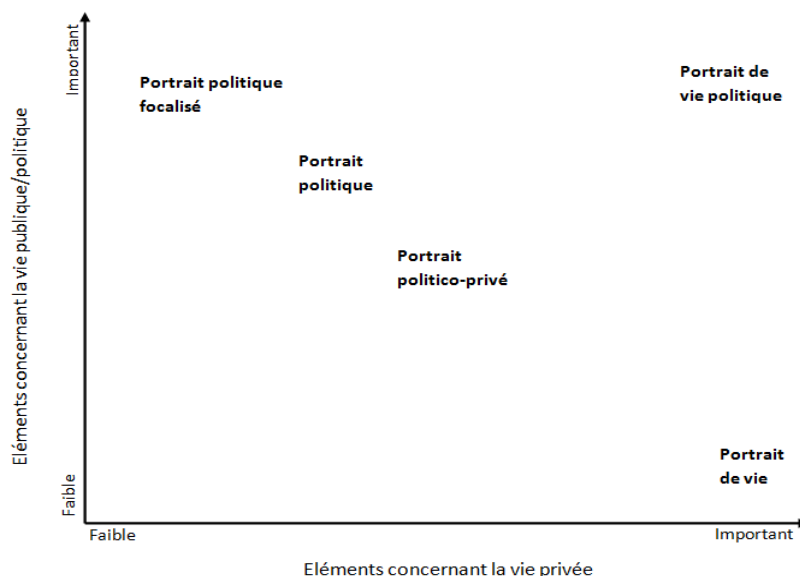 Important
Eléments concernant la vie publique/politique
Faible
Portrait politique
focalisé
Portrait de
vie politique
Portrait
politique
Portrait
politico-privé
Portrait
de vie
Faible
Important
Eléments concernant la vie privée